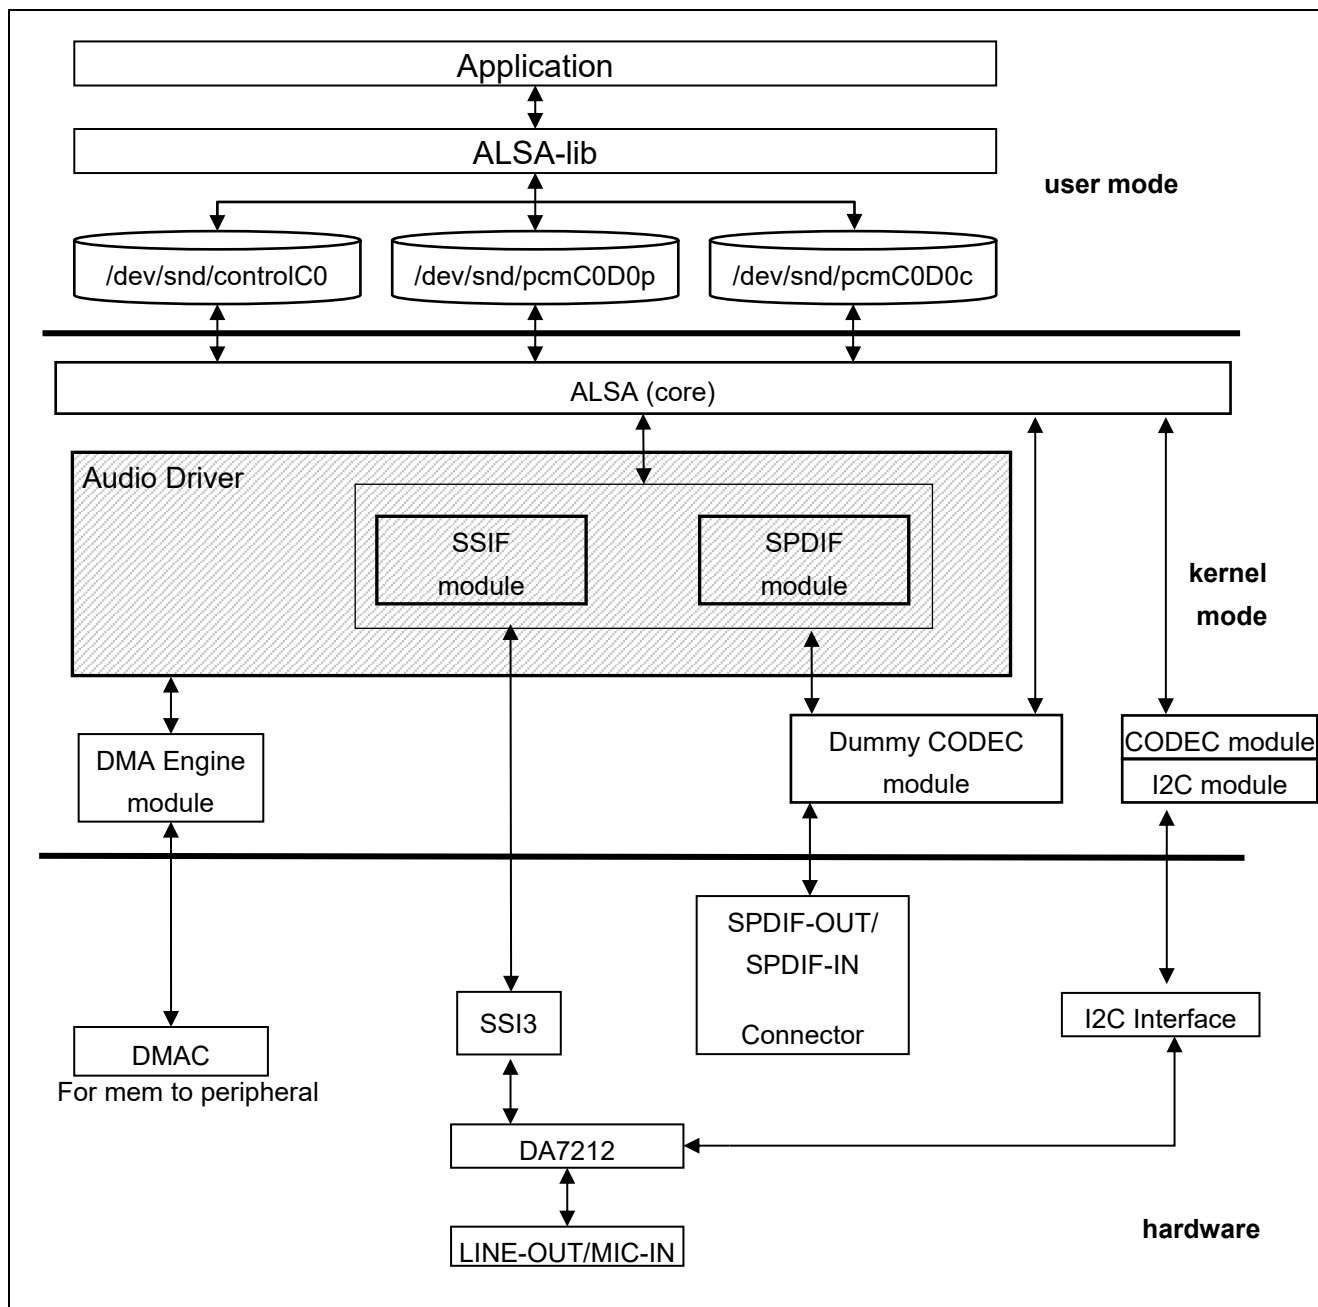 Application
ALSA-lib
user mode
/dev/snd/controlC0
/dev/snd/pcmC0D0p
/dev/snd/pcmC0D0c
ALSA (core)
Audio Driver
SSIF
module
SPDIF
module
kernel
mode
DMA Engine
module
Dummy CODEC
module
CODEC module
I2C module
SPDIF-OUT/
SPDIF-IN
Connector
SSI3
I2C Interface
DMAC
For mem to peripheral
DA7212
LINE-OUT/MIC-IN
hardware